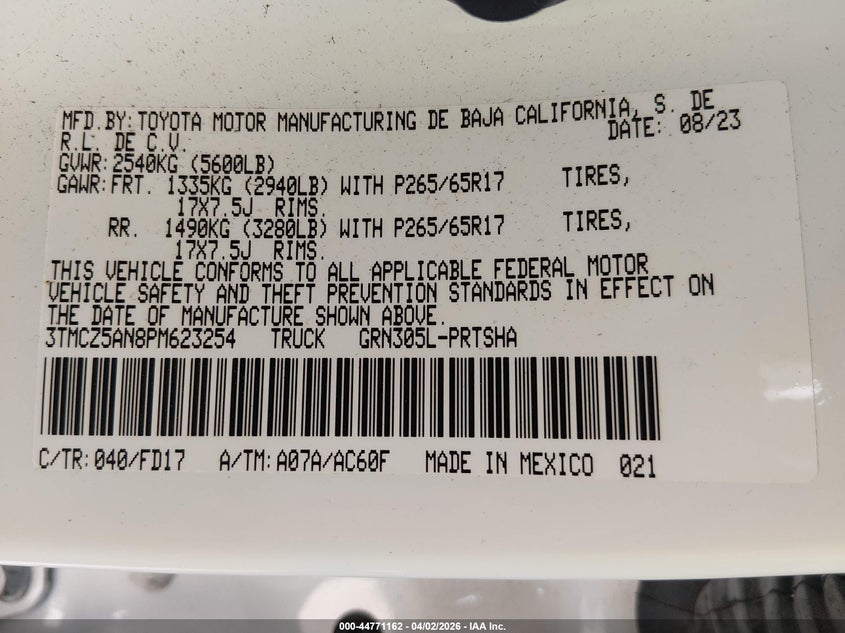 MFD.BY:TOYOTA MOTOR MANUFACTURING DE BAJA CALIFORNIA, S. DE
R.L. DE C.V. DATE: 08/23
GVWR:2540KG (5600LB)
GAWR:FRT. 1335KG (2940LB) WITH P265/65R17 TIRES,
17X7.5J RIMS.
RR. 1490KG (3280LB) WITH P265/65R17 TIRES,
17X7.5J RIMS.
THIS VEHICLE CONFORMS TO ALL APPLICABLE FEDERAL MOTOR
VEHICLE SAFETY AND THEFT PREVENTION STANDARDS IN EFFECT ON
THE DATE OF MANUFACTURE SHOWN ABOVE.
3TMCZ5AN8PM623254 TRUCK GRN305L-PRTSHA
C/TR:040/FD17 A/TM:A07A/AC60F MADE IN MEXICO 021
000-44771162 - 04/02/2026 - IAA Inc.